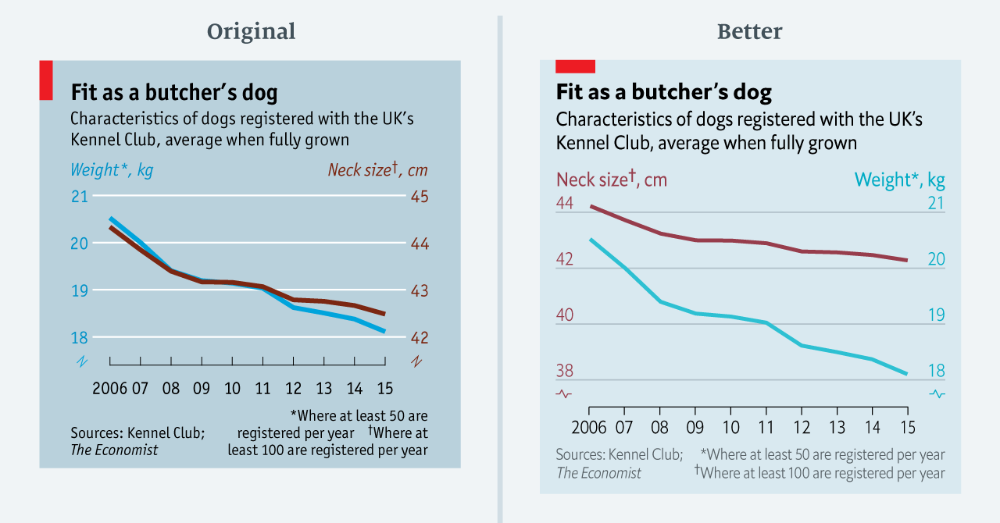 Original
Fit as a butcher's dog
Characteristics of dogs registered with the UK's
Kennel Club, average when fully grown
Weight*, kg
Neck size†, cm
21
45
20
44
19
43
18
42
2006 07 08 09 10 11 12 13 14 15
*Where at least 50 are
registered per year †Where at
least 100 are registered per year
Sources: Kennel Club;
The Economist
Better
Fit as a butcher's dog
Characteristics of dogs registered with the UK's
Kennel Club, average when fully grown
Neck size†, cm
Weight*, kg
44
21
42
20
40
19
38
18
2006 07 08 09 10 11 12 13 14 15
Sources: Kennel Club;
The Economist
*Where at least 50 are registered per year
†Where at least 100 are registered per year